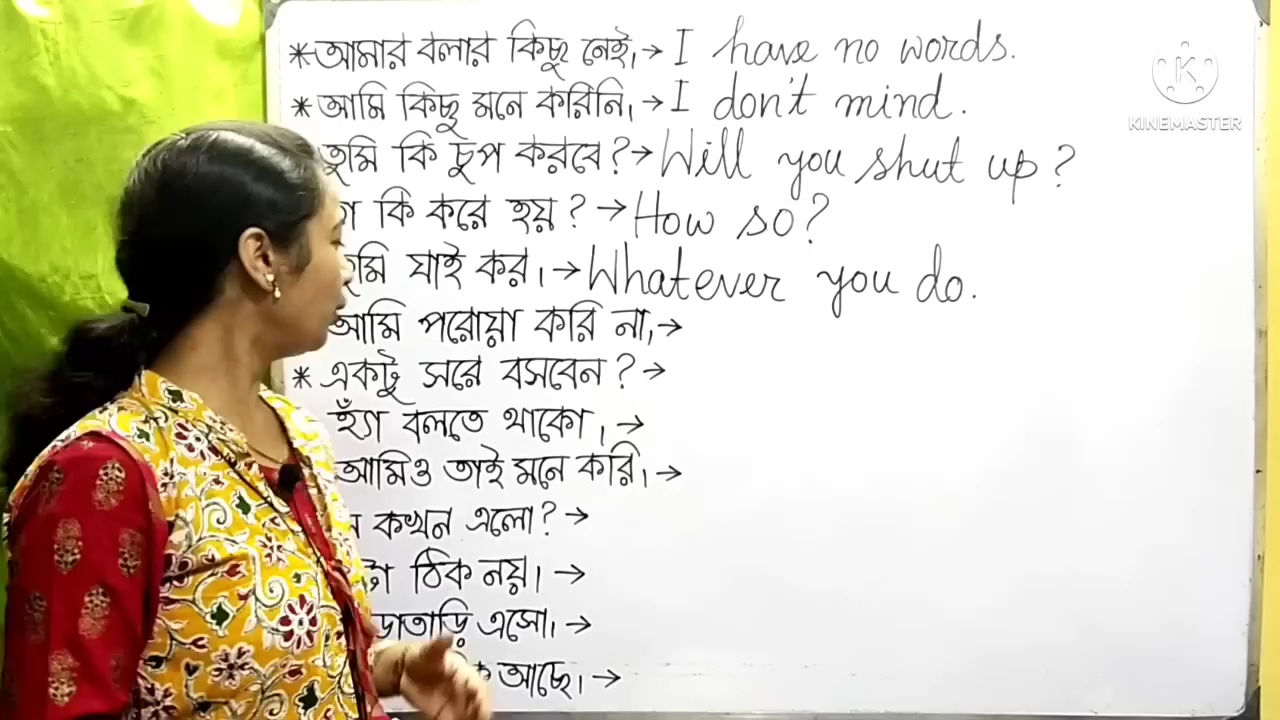 * আমার বলার কিছু নেই। → I have no words.
* আমি কিছু মনে করিনি। → I don't mind.
তুমি কি চুপ করবে? → Will you shut up?
কি করে হয়? → How so?
যাই কর। → Whatever you do.
আমি পরোয়া করি না। →
* একটু সরে বসবেন? →
হ্যাঁ বলতে থাকো। →
আমিও তাই মনে করি। →
কখন এলো? →
ঠিক নয়। →
এসো। →
আছে। →
KINEMASTER